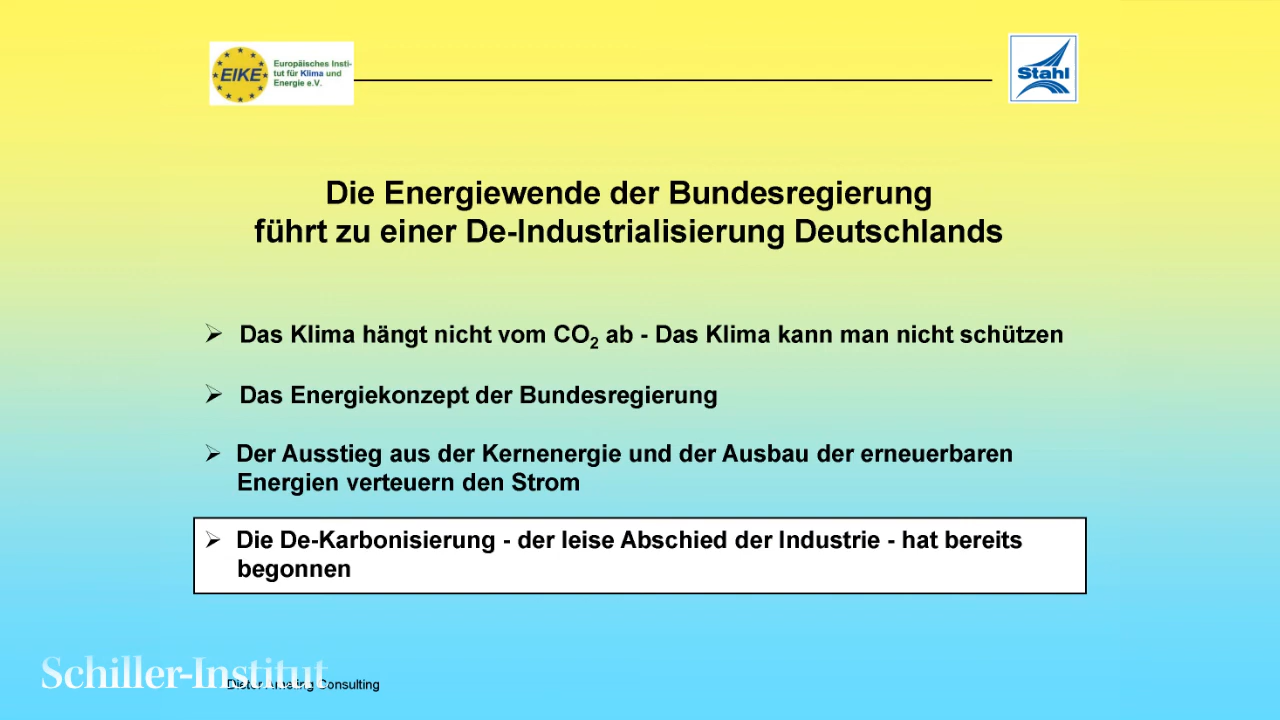 EIKE
Europäisches Insti-
tut für Klima und
Energie e.V.
Stahl
Die Energiewende der Bundesregierung
führt zu einer De-Industrialisierung Deutschlands
Das Klima hängt nicht vom CO₂ ab - Das Klima kann man nicht schützen
Das Energiekonzept der Bundesregierung
Der Ausstieg aus der Kernenergie und der Ausbau der erneuerbaren
Energien verteuern den Strom
Die De-Karbonisierung - der leise Abschied der Industrie - hat bereits
begonnen
Schiller-Institut
Consulting